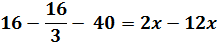 16 − 16/3 − 40 = 2x − 12x